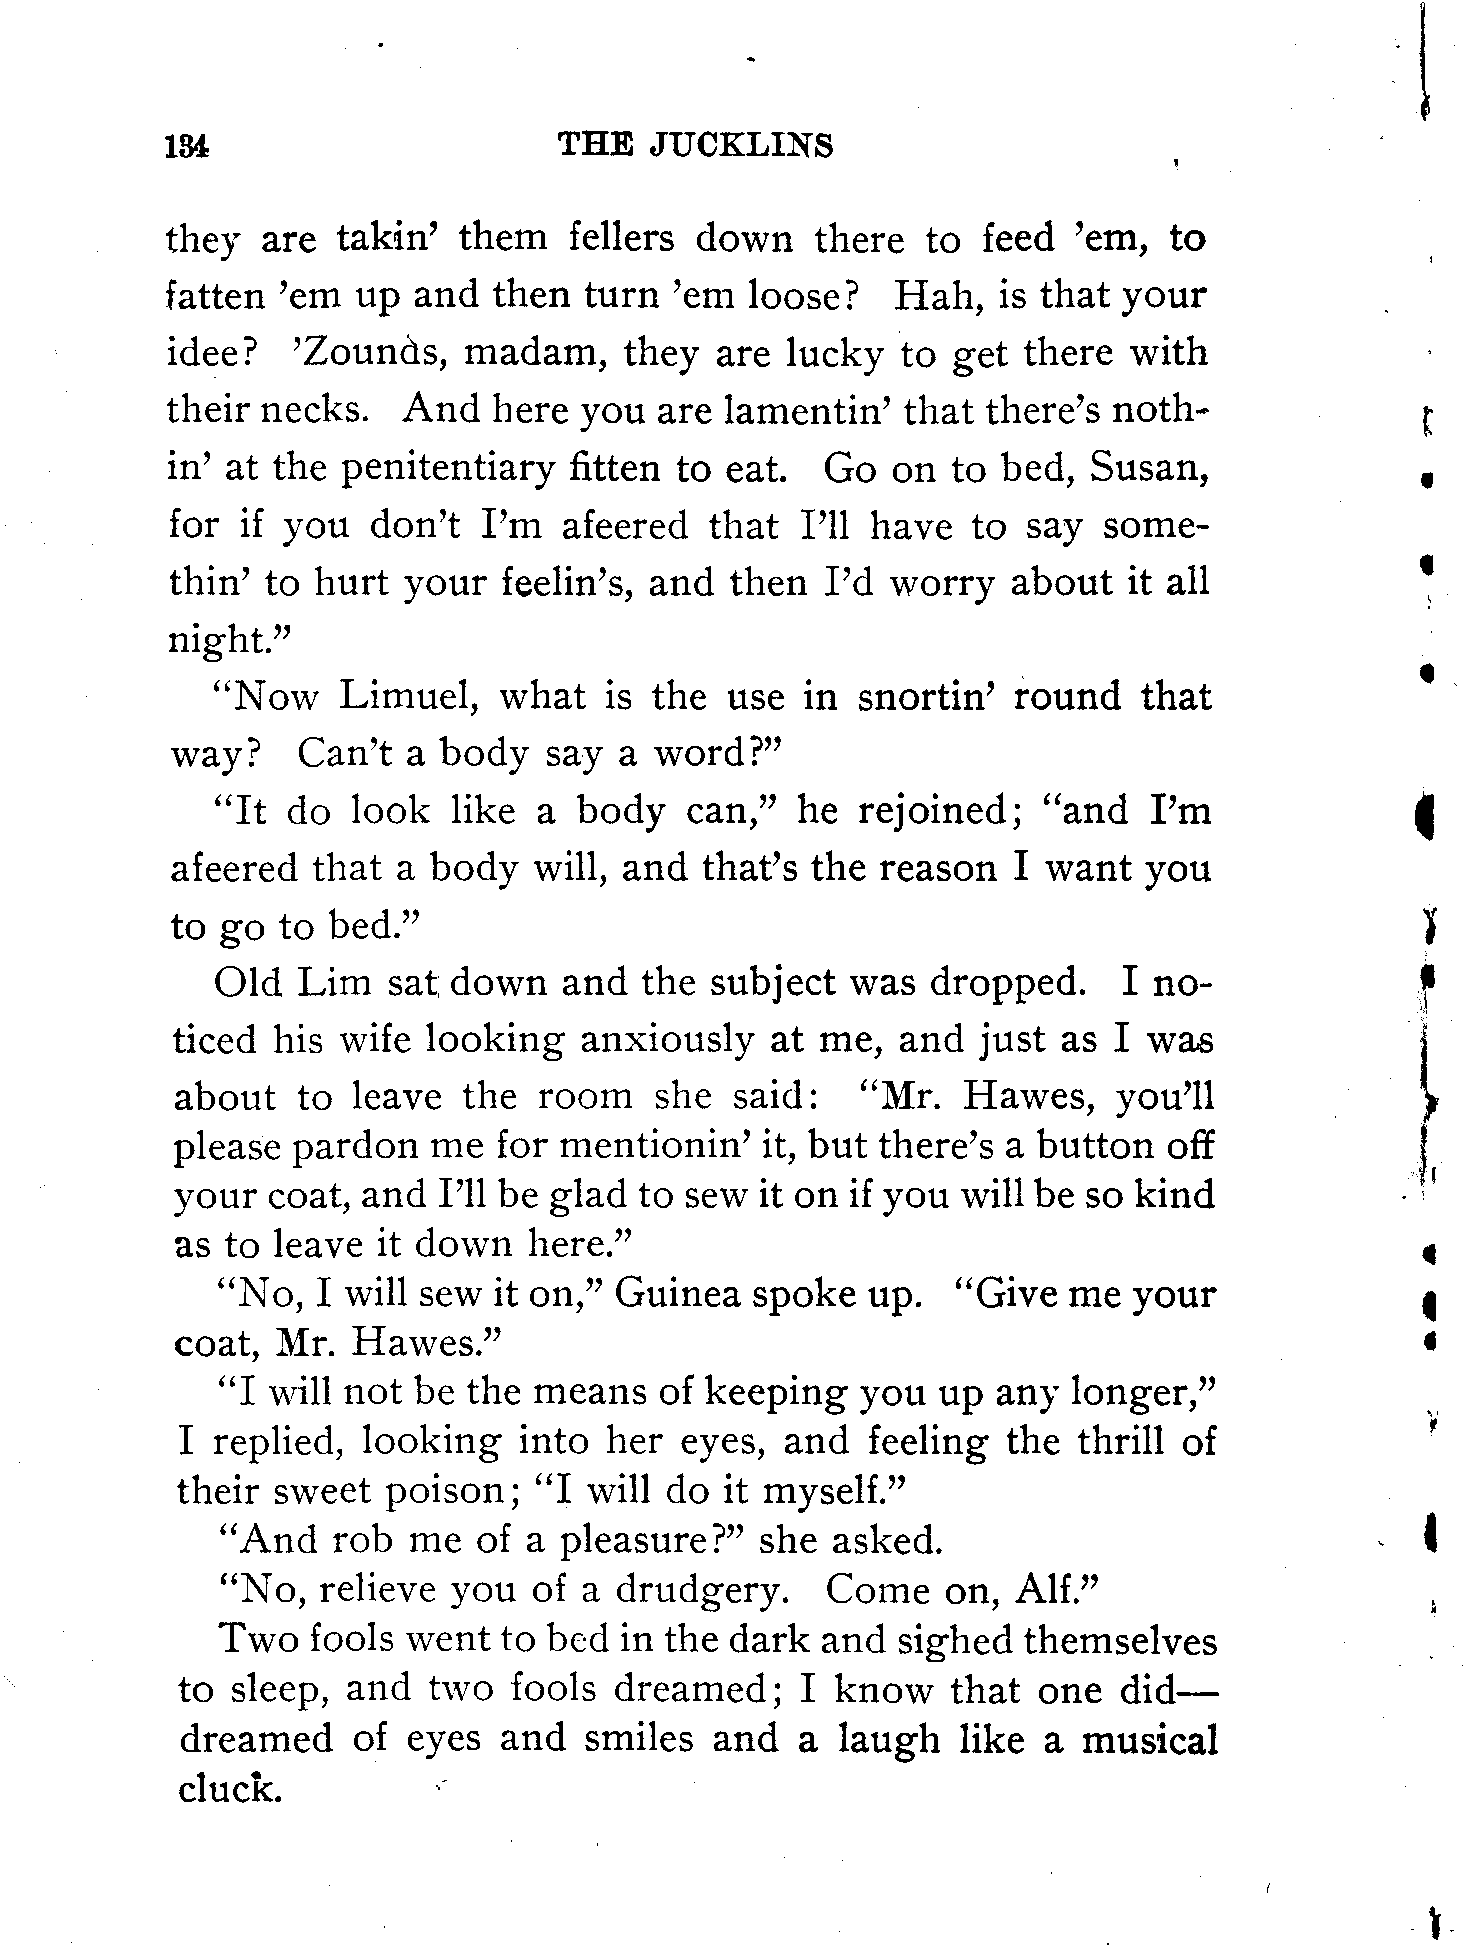 134 THE JUCKLINS
they are takin' them fellers down there to feed 'em, to
fatten 'em up and then turn 'em loose? Hah, is that your
idee? 'Zounds, madam, they are lucky to get there with
their necks. And here you are lamentin' that there's noth-
in' at the penitentiary fitten to eat. Go on to bed, Susan,
for if you don't I'm afeered that I'll have to say some-
thin' to hurt your feelin's, and then I'd worry about it all
night."
"Now Limuel, what is the use in snortin' round that
way? Can't a body say a word?"
"It do look like a body can," he rejoined; "and I'm
afeered that a body will, and that's the reason I want you
to go to bed."
Old Lim sat down and the subject was dropped. I no-
ticed his wife looking anxiously at me, and just as I was
about to leave the room she said: "Mr. Hawes, you'll
please pardon me for mentionin' it, but there's a button off
your coat, and I'll be glad to sew it on if you will be so kind
as to leave it down here."
"No, I will sew it on," Guinea spoke up. "Give me your
coat, Mr. Hawes."
"I will not be the means of keeping you up any longer,"
I replied, looking into her eyes, and feeling the thrill of
their sweet poison; "I will do it myself."
"And rob me of a pleasure?" she asked.
"No, relieve you of a drudgery. Come on, Alf."
Two fools went to bed in the dark and sighed themselves
to sleep, and two fools dreamed; I know that one did—
dreamed of eyes and smiles and a laugh like a musical
cluck.